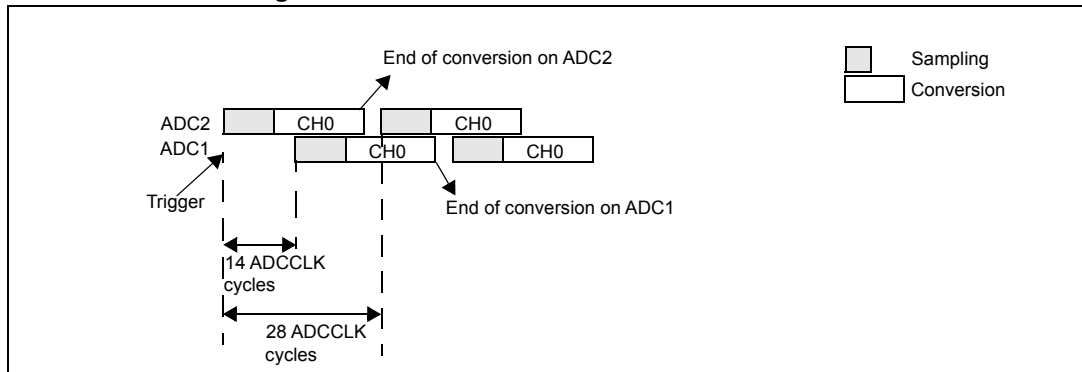 End of conversion on ADC2
Sampling
Conversion
ADC2
CH0
CH0
ADC1
CH0
CH0
Trigger
End of conversion on ADC1
14 ADCCLK
cycles
28 ADCCLK
cycles